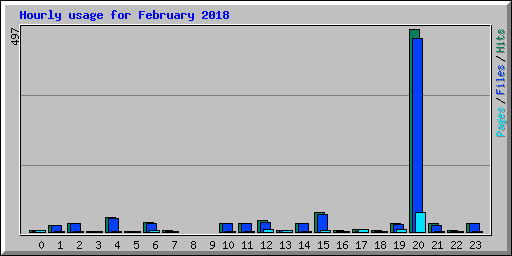 Hourly usage for February 2018
497
Pages/Files/Hits
0 1 2 3 4 5 6 7 8 9 10 11 12 13 14 15 16 17 18 19 20 21 22 23